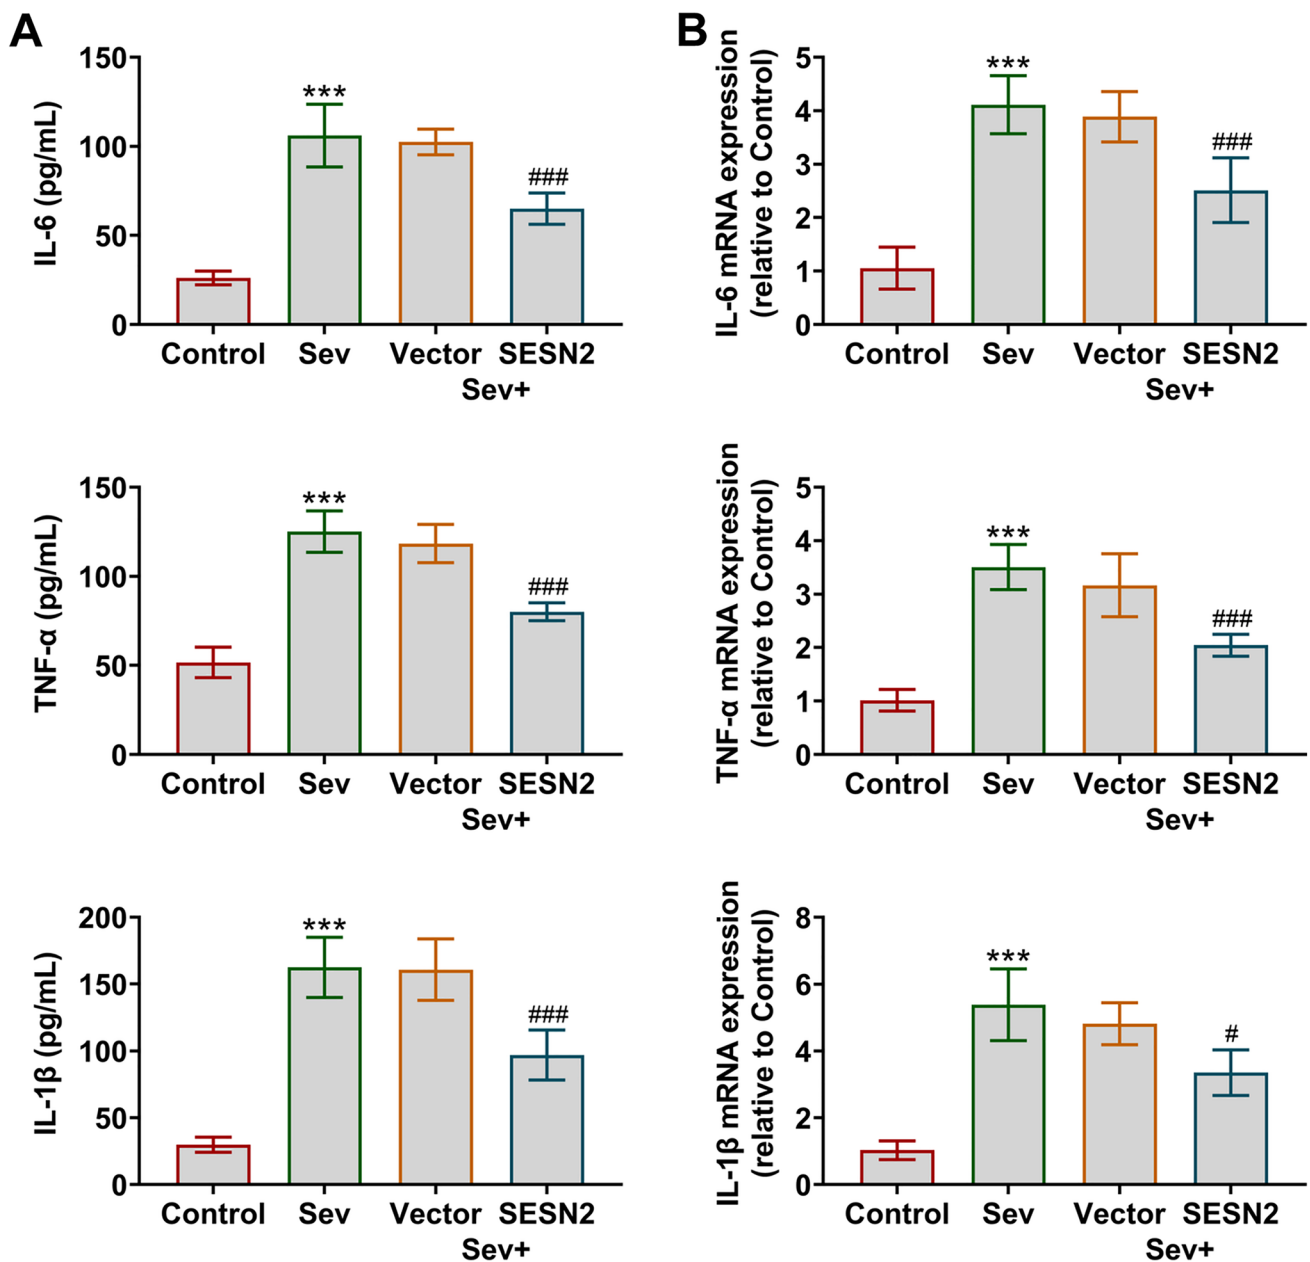 A
IL-6 (pg/mL)
150
100
50
0
***
###
Control Sev Vector SESN2
Sev+
B
IL-6 mRNA expression
(relative to Control)
5
4
3
2
1
0
***
###
Control Sev Vector SESN2
Sev+
TNF-α (pg/mL)
150
100
50
0
***
###
Control Sev Vector SESN2
Sev+
TNF-α mRNA expression
(relative to Control)
5
4
3
2
1
0
***
###
Control Sev Vector SESN2
Sev+
IL-1β (pg/mL)
200
150
100
50
0
***
###
Control Sev Vector SESN2
Sev+
IL-1β mRNA expression
(relative to Control)
8
6
4
2
0
***
#
Control Sev Vector SESN2
Sev+